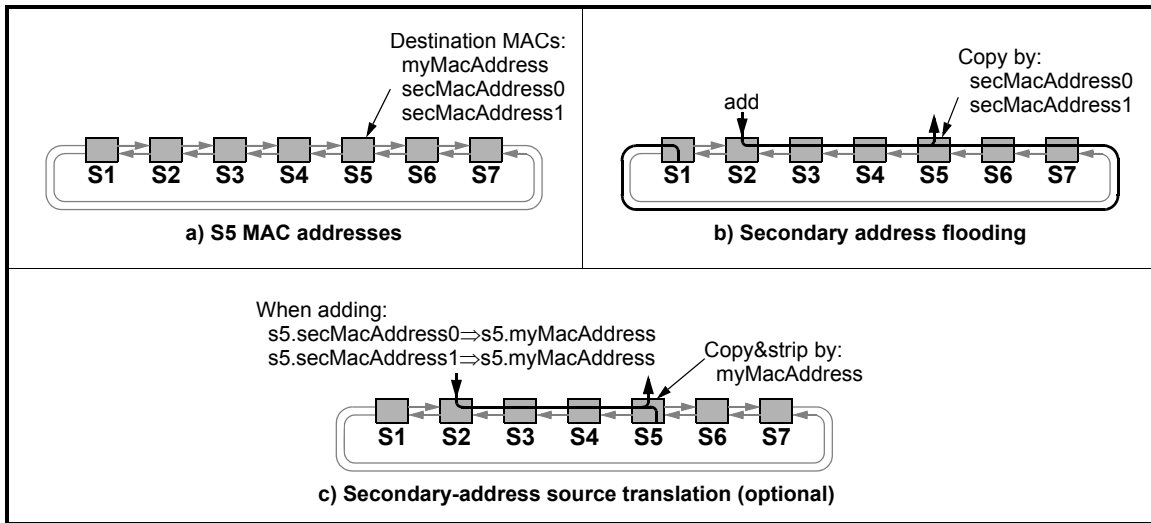 Destination MACs:
myMacAddress
secMacAddress0
secMacAddress1
S1 S2 S3 S4 S5 S6 S7
a) S5 MAC addresses
Copy by:
secMacAddress0
secMacAddress1
add
S1 S2 S3 S4 S5 S6 S7
b) Secondary address flooding
When adding:
s5.secMacAddress0⇒s5.myMacAddress
s5.secMacAddress1⇒s5.myMacAddress
Copy&strip by:
myMacAddress
S1 S2 S3 S4 S5 S6 S7
c) Secondary-address source translation (optional)